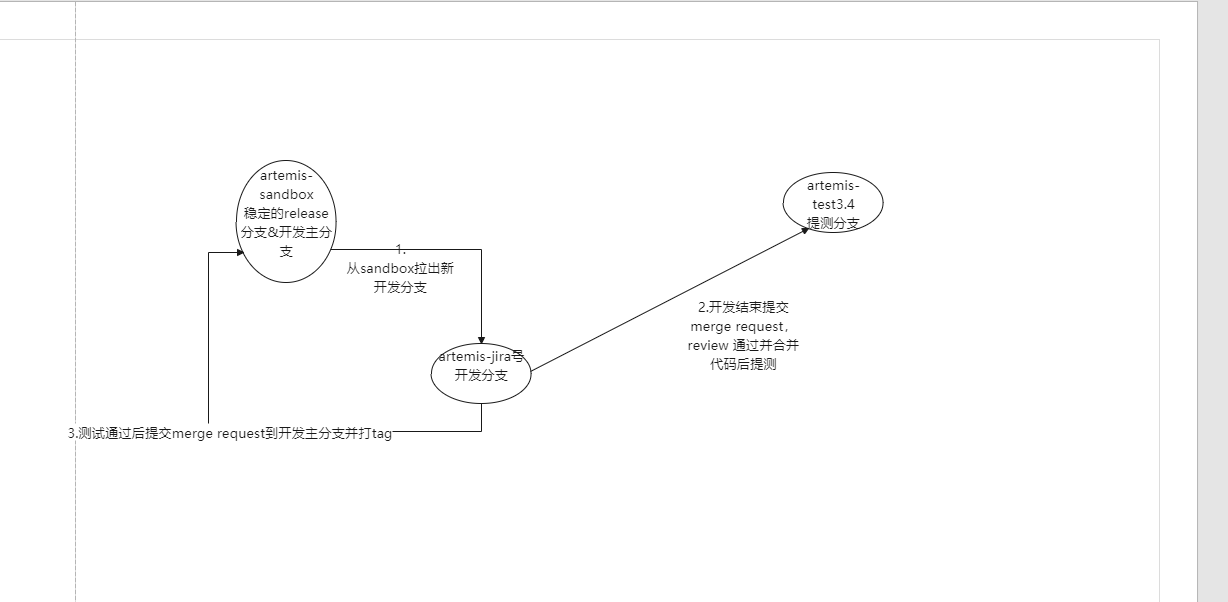 artemis-
sandbox
稳定的release
分支&开发主分
支
artemis-
test3.4
提测分支
1.
从sandbox拉出新
开发分支
2.开发结束提交
merge request，
review 通过并合并
代码后提测
artemis-jira号
开发分支
3.测试通过后提交merge request到开发主分支并打tag